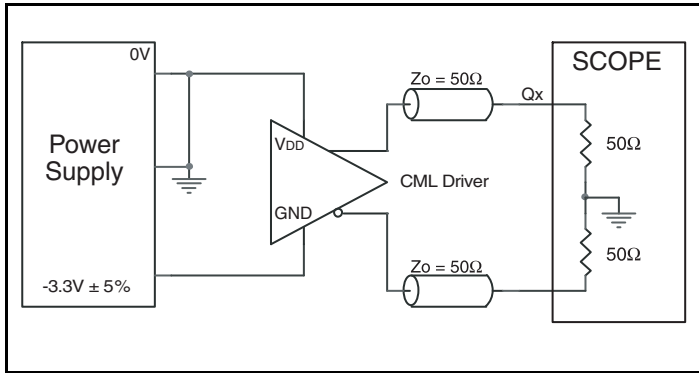 0V
Power
Supply
-3.3V ± 5%
VDD
GND
CML Driver
Zo = 50Ω
Qx
Zo = 50Ω
SCOPE
50Ω
50Ω